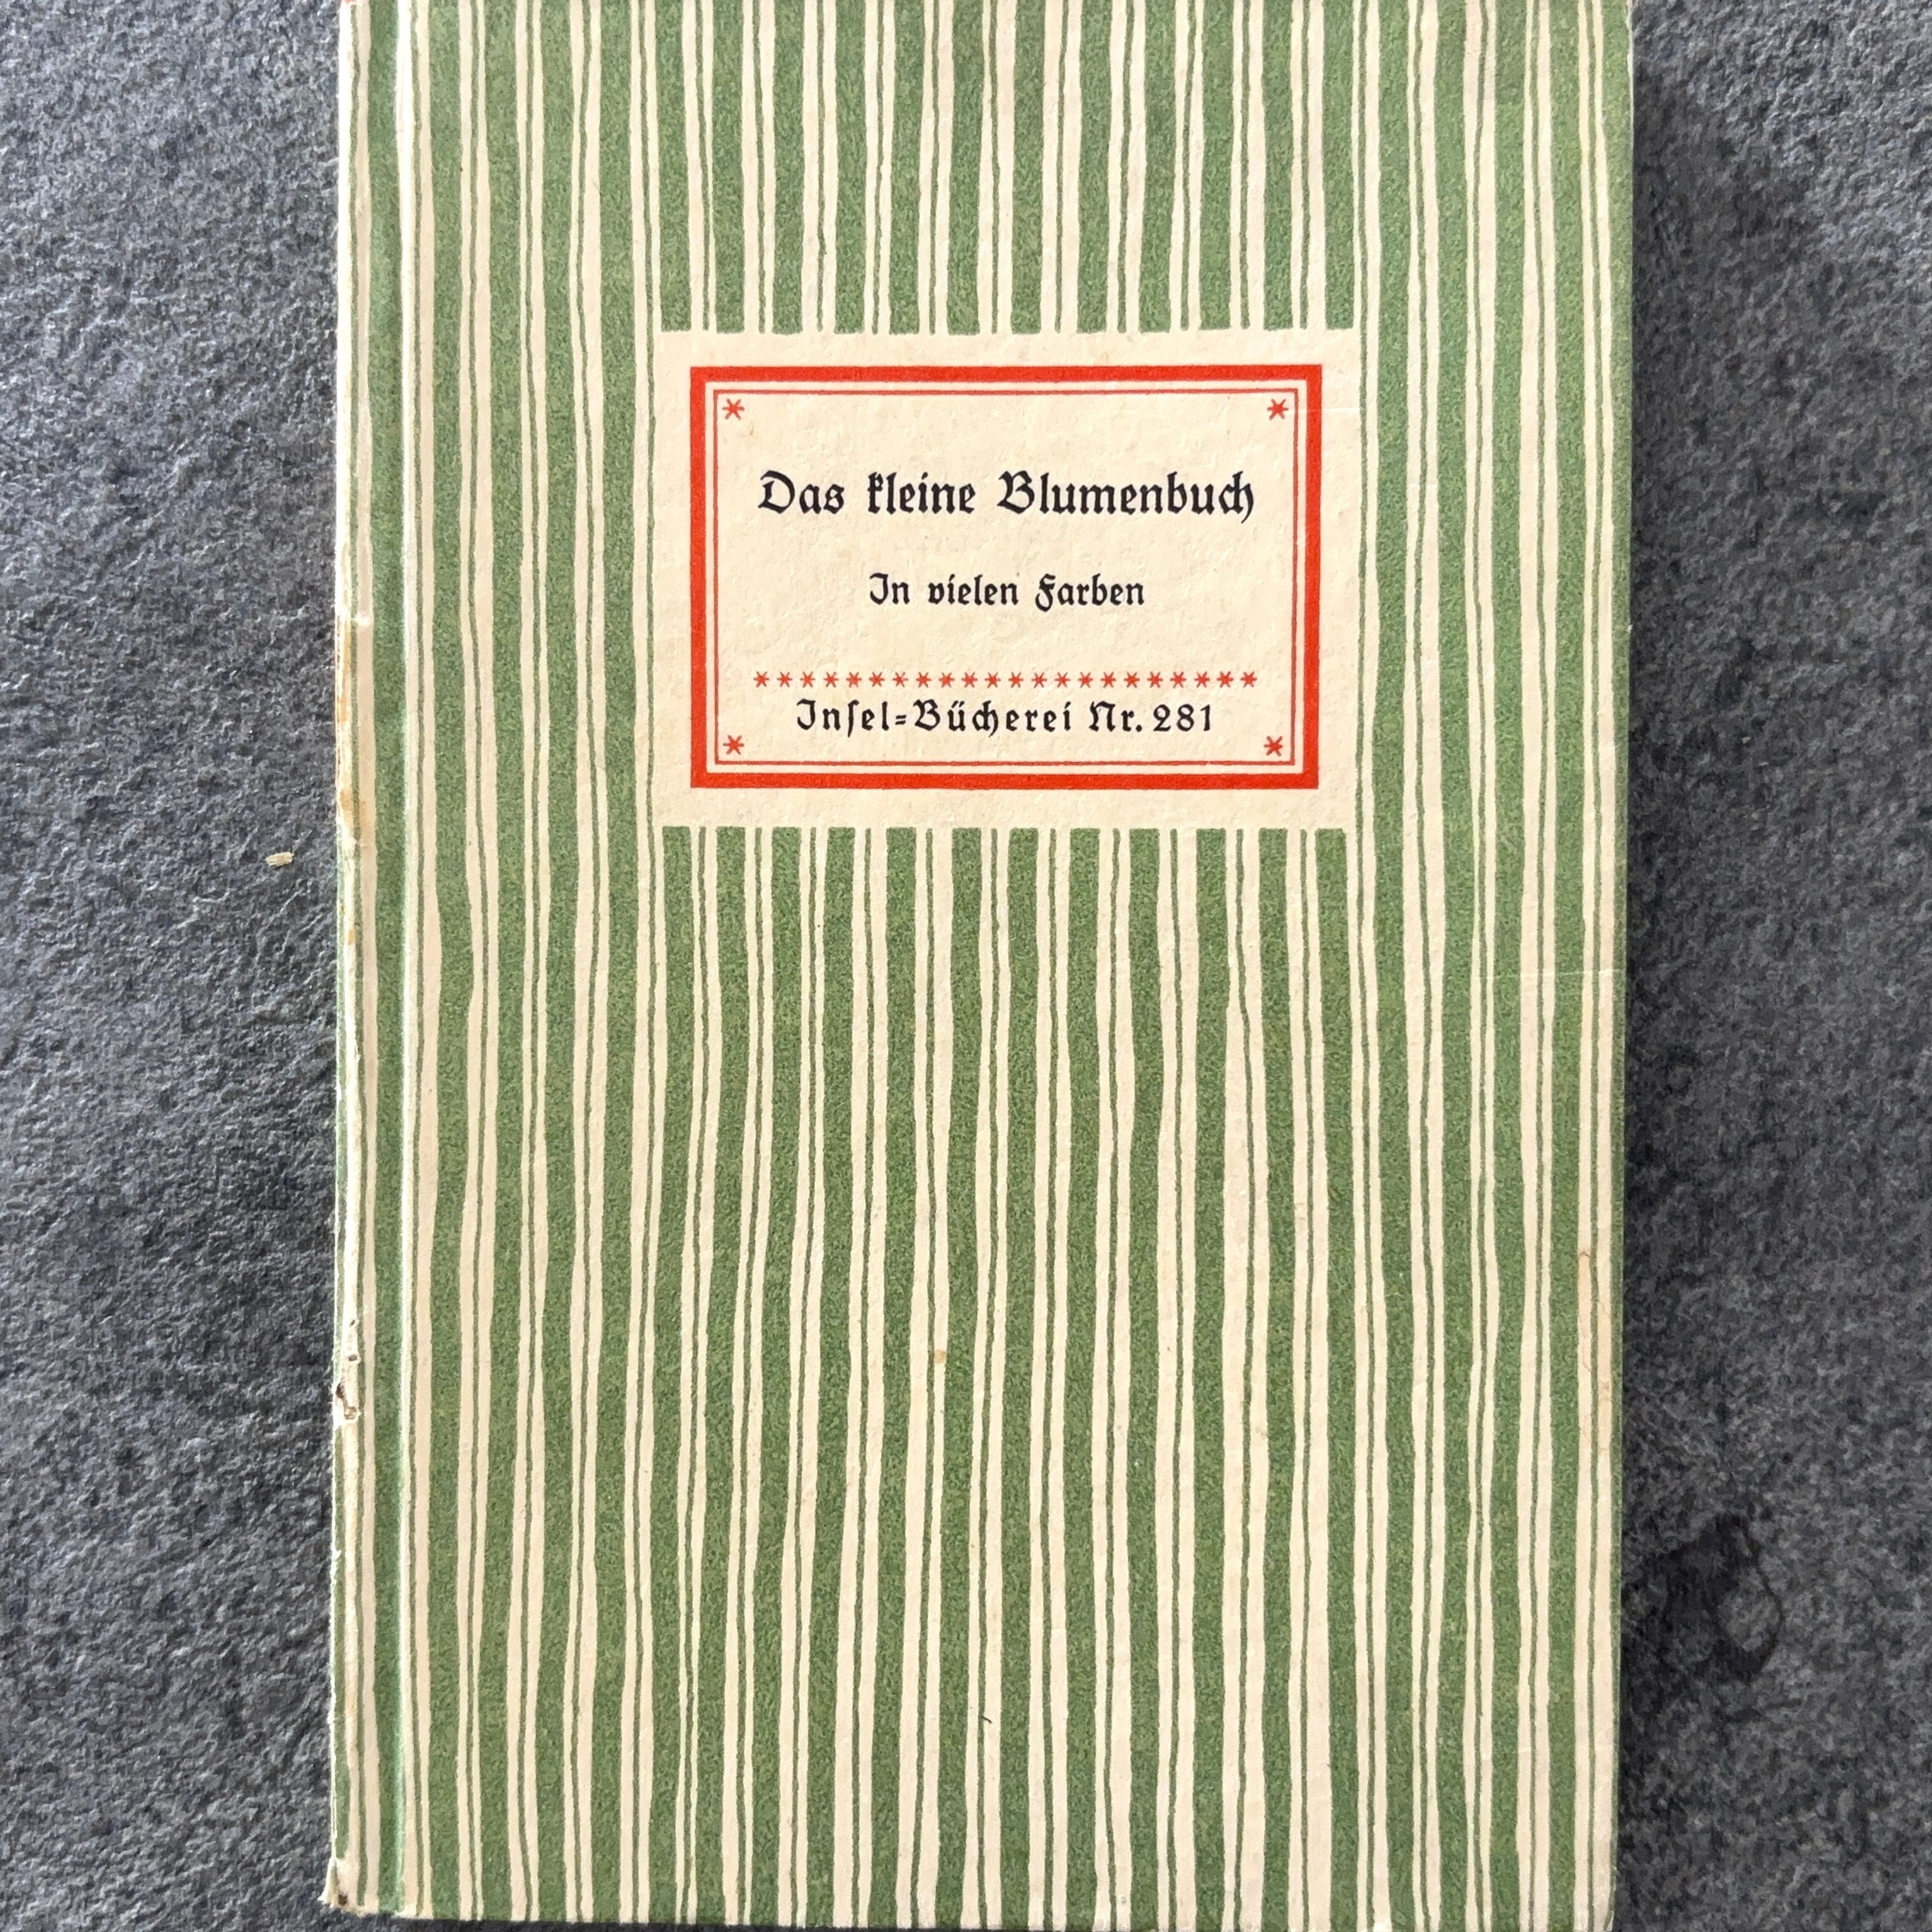 Das kleine Blumenbuch
In vielen Farben
Inſel=Bücherei Nr. 281